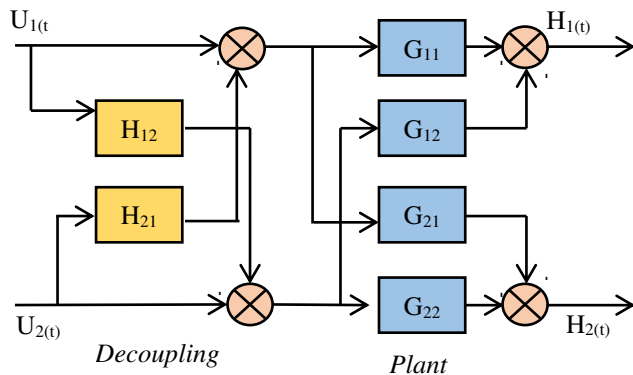 U1(t
H1(t)
G11
H12
G12
H21
G21
G22
U2(t)
H2(t)
Decoupling
Plant